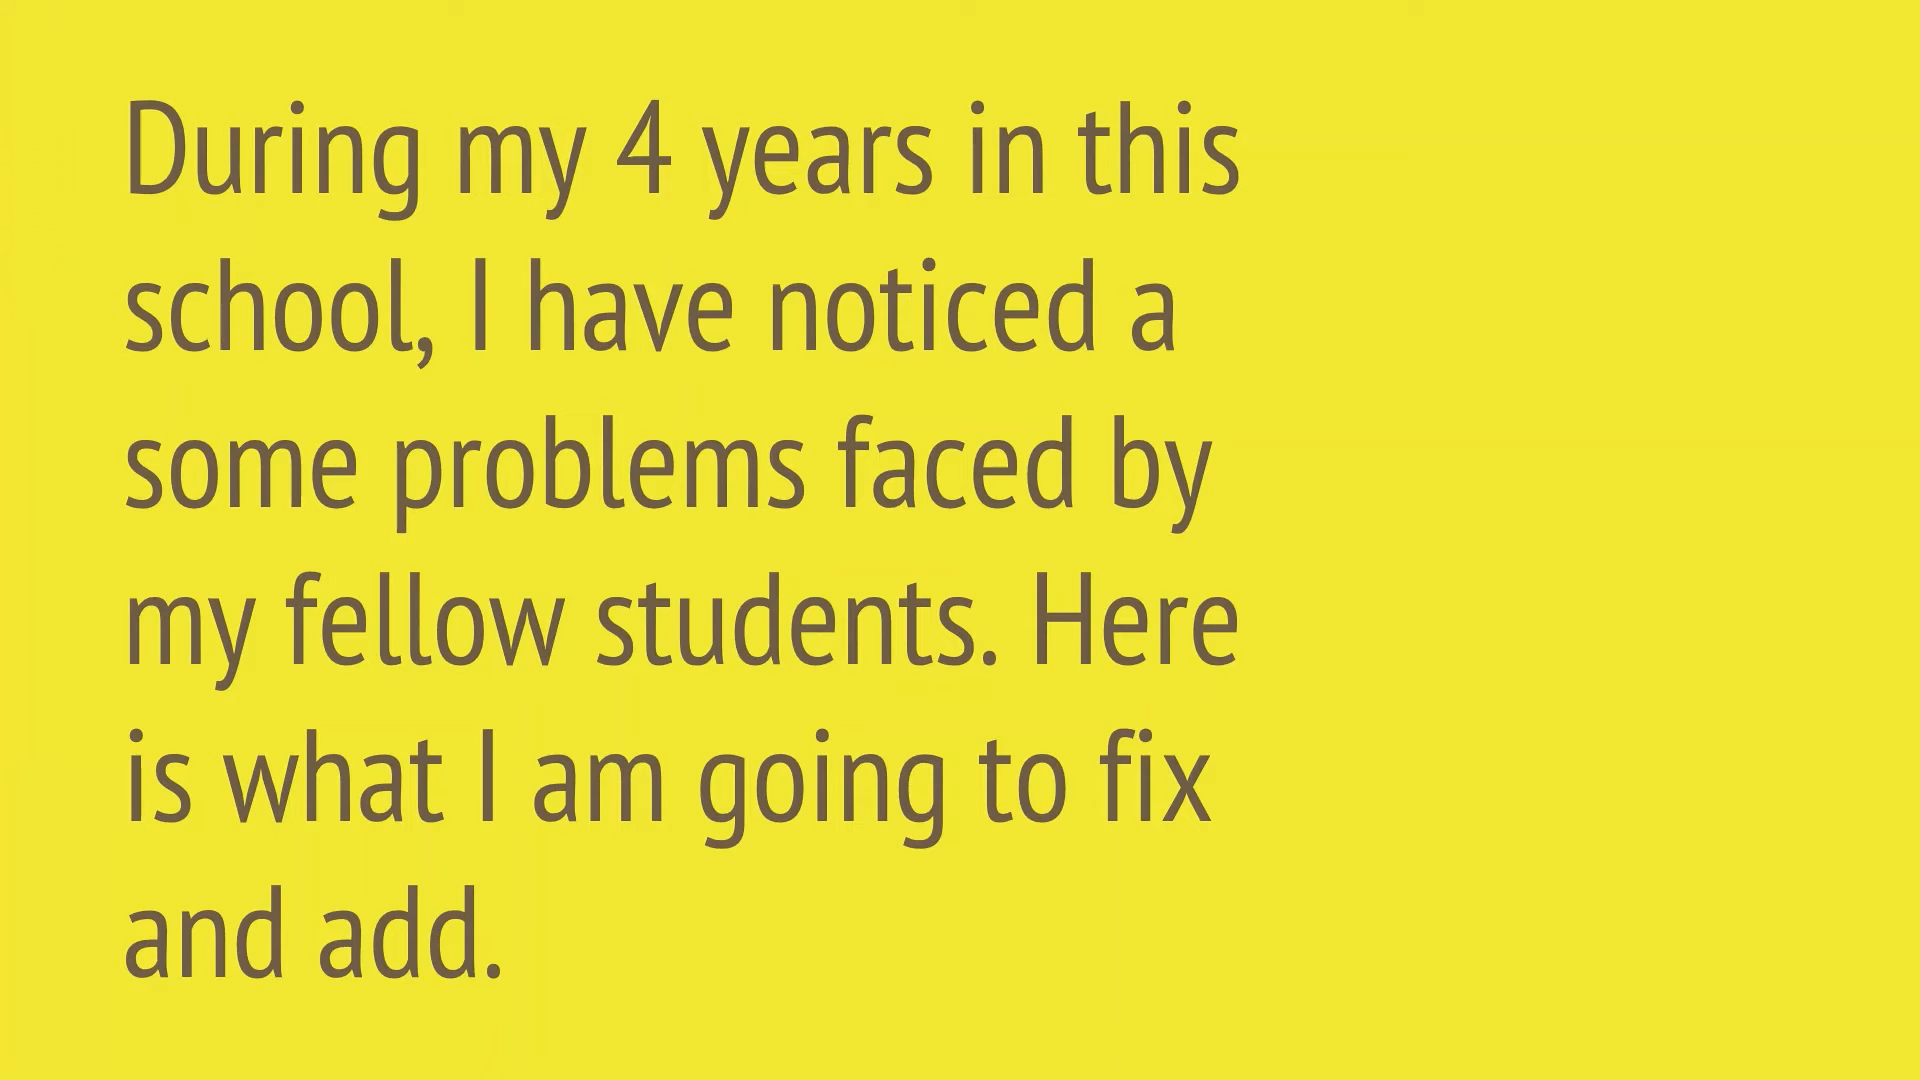 During my 4 years in this
school, I have noticed a
some problems faced by
my fellow students. Here
is what I am going to fix
and add.